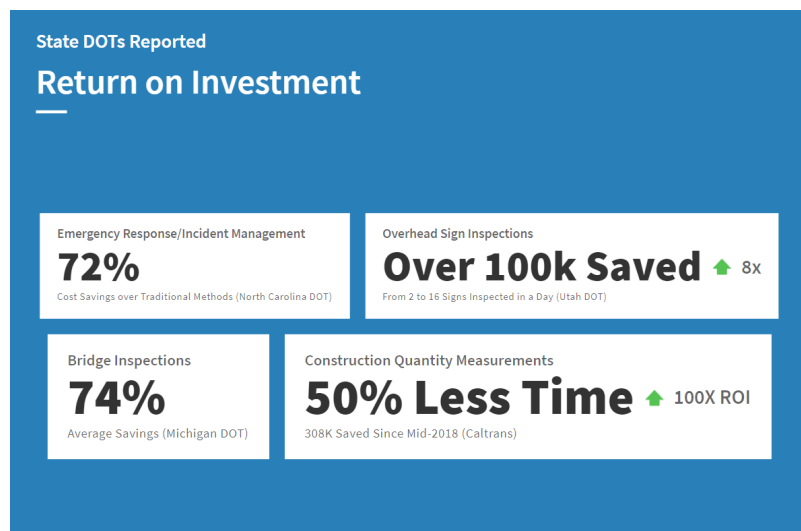 State DOTs Reported
Return on Investment
Emergency Response/Incident Management
72%
Cost Savings over Traditional Methods (North Carolina DOT)
Overhead Sign Inspections
Over 100k Saved 8x
From 2 to 16 Signs Inspected in a Day (Utah DOT)
Bridge Inspections
74%
Average Savings (Michigan DOT)
Construction Quantity Measurements
50% Less Time 100X ROI
308K Saved Since Mid-2018 (Caltrans)